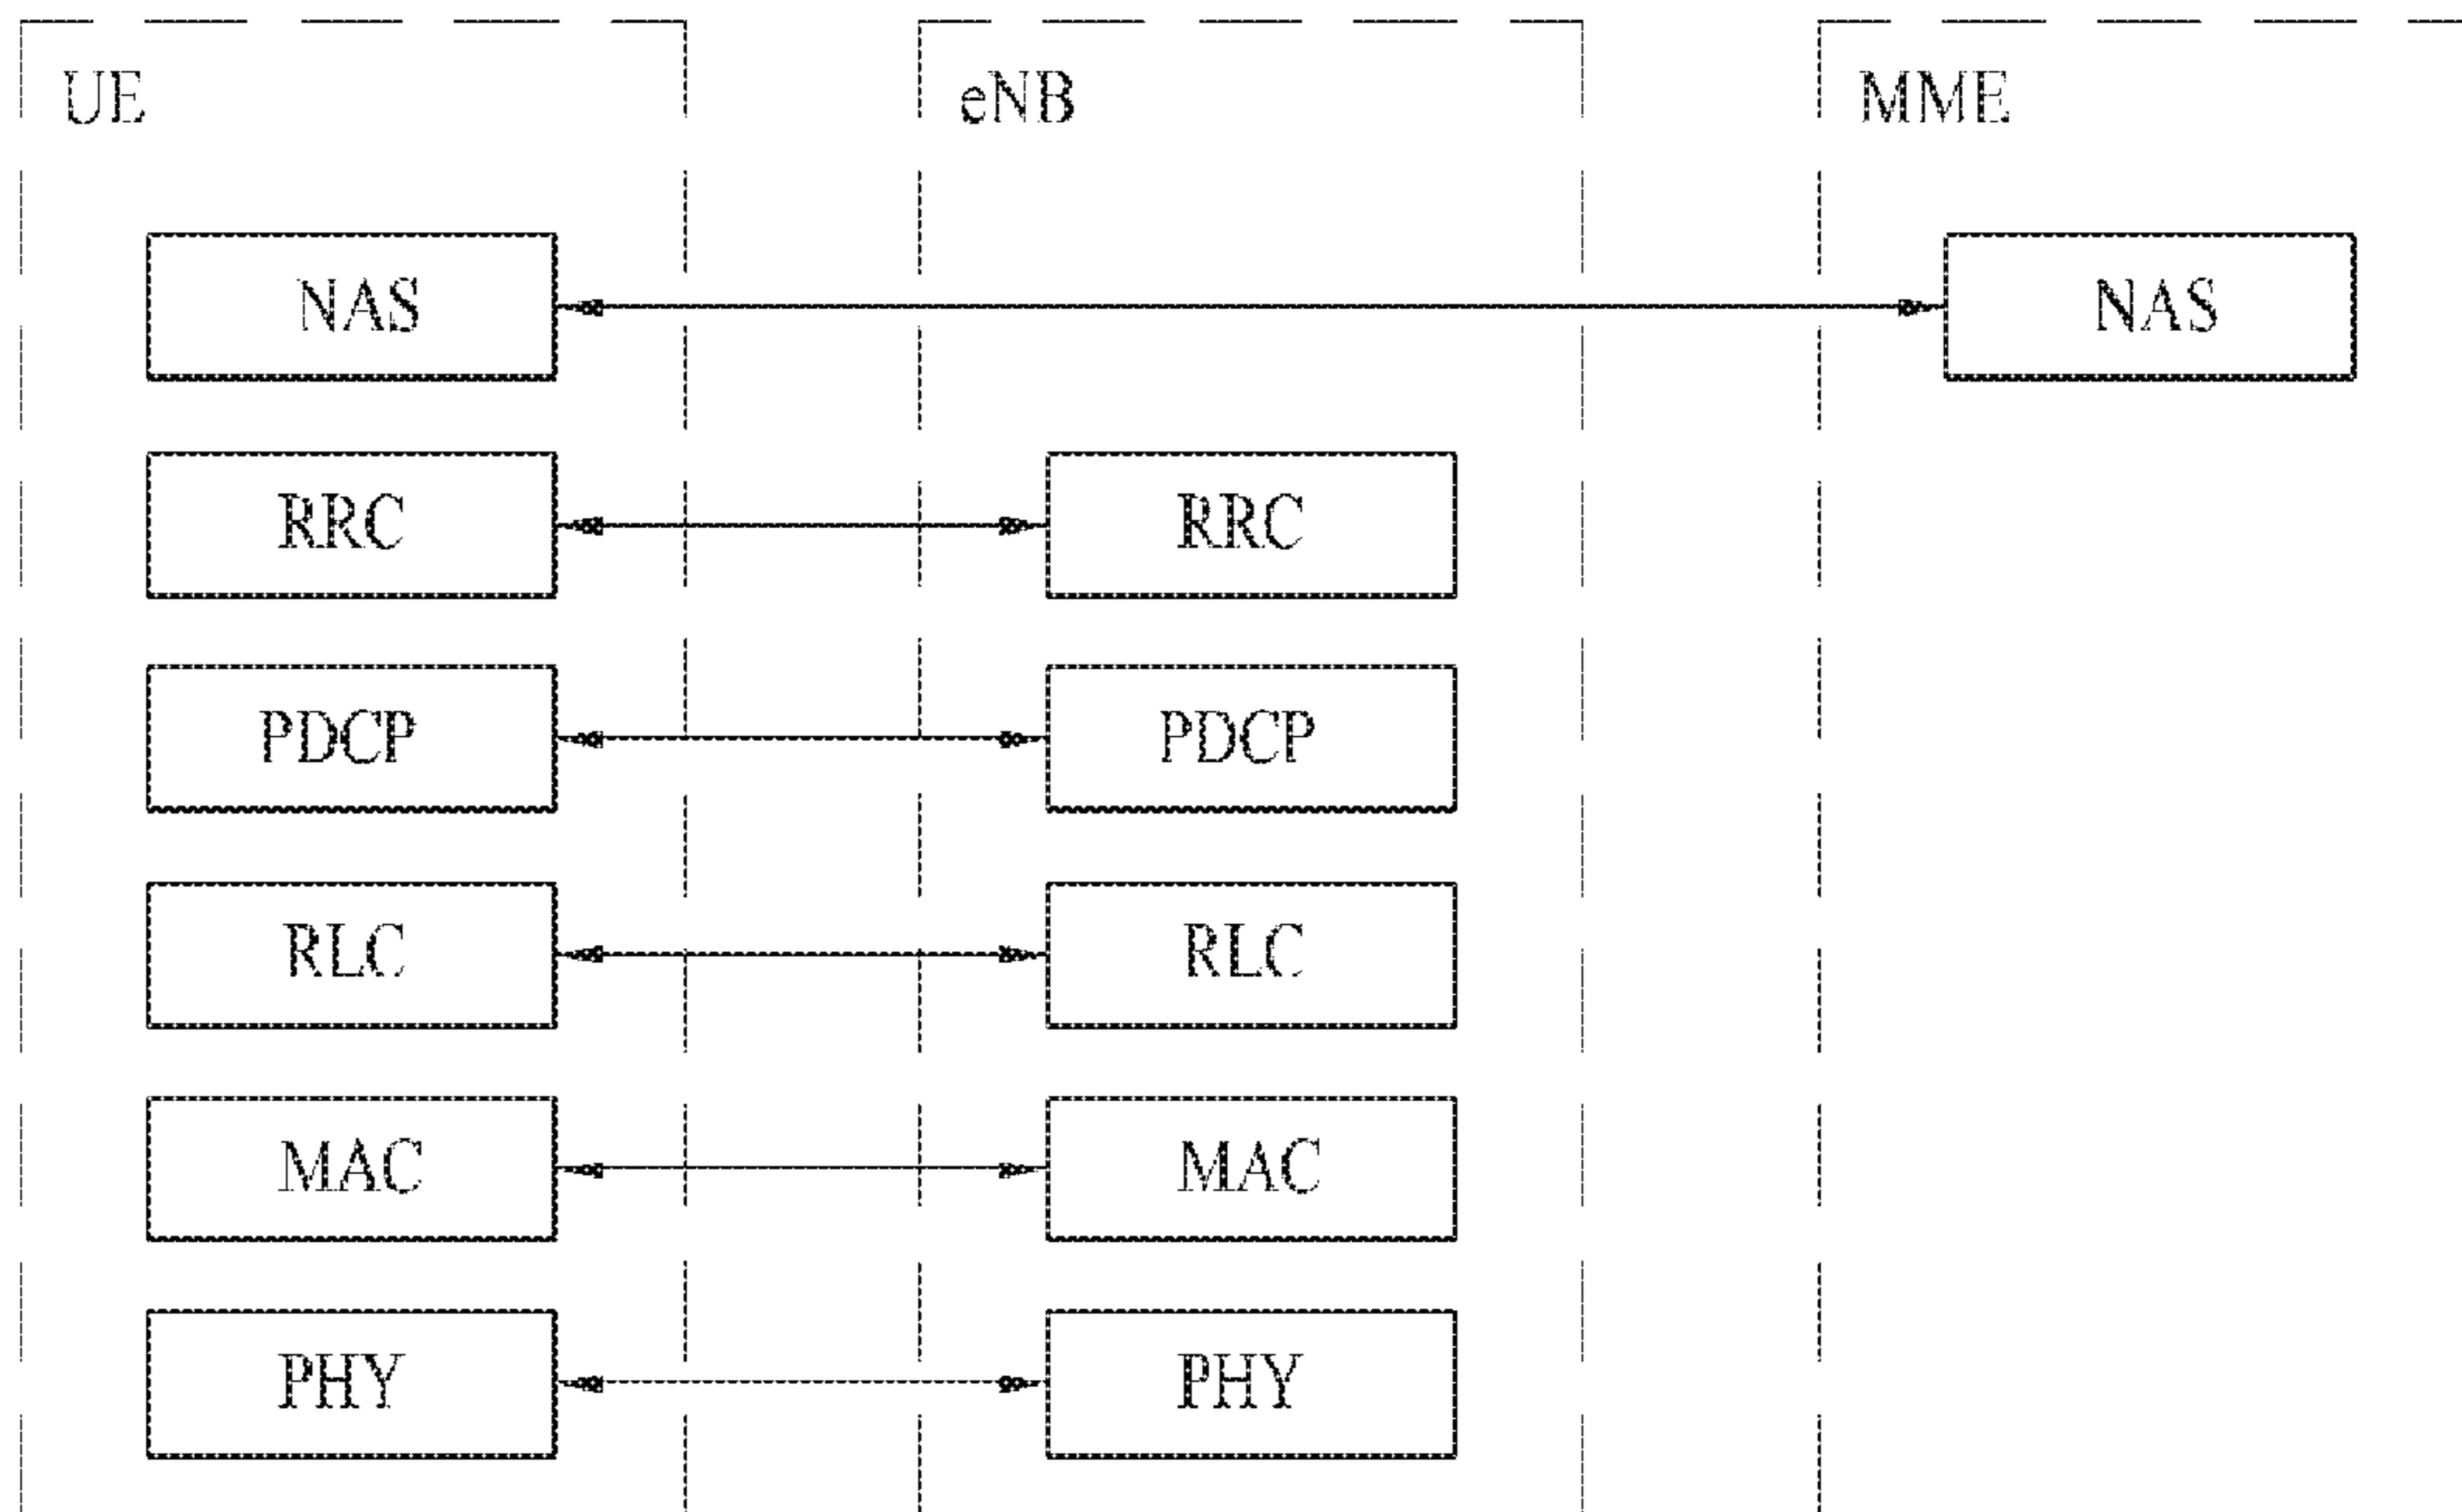 UE eNB MME
NAS NAS
RRC RRC
PDCP PDCP
RLC RLC
MAC MAC
PHY PHY